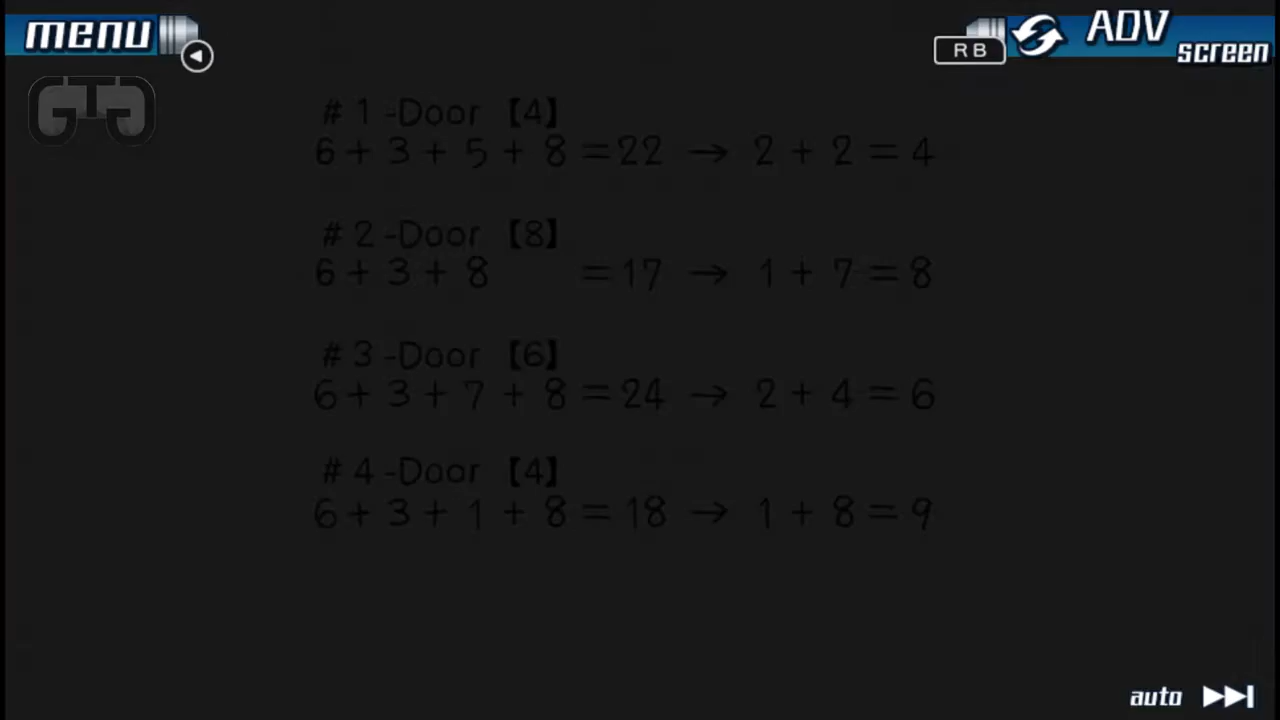 menu
RB
ADV
screen
# 1 -Door 【4】
6 + 3 + 5 + 8 = 22 → 2 + 2 = 4
# 2 -Door 【8】
6 + 3 + 8 = 17 → 1 + 7 = 8
# 3 -Door 【6】
6 + 3 + 7 + 8 = 24 → 2 + 4 = 6
# 4 -Door 【4】
6 + 3 + 1 + 8 = 18 → 1 + 8 = 9
auto